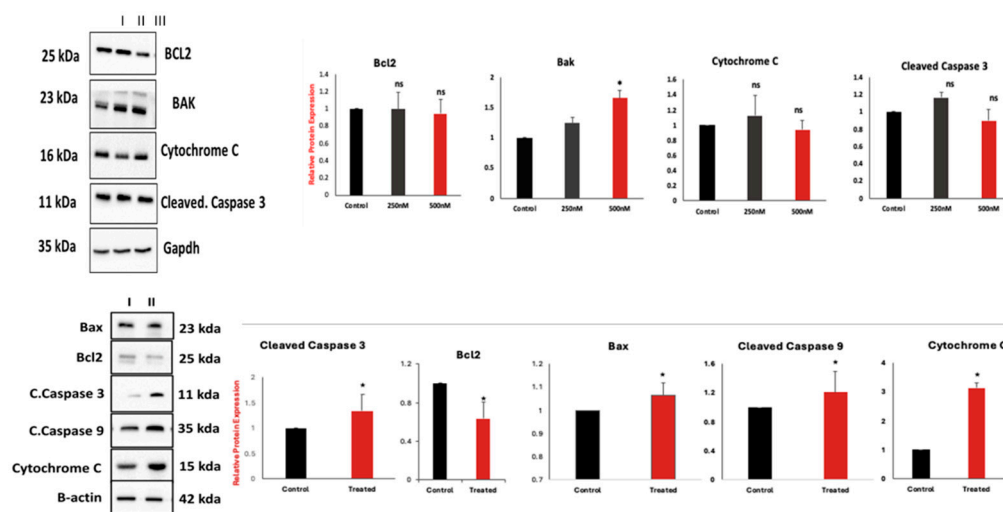 I II III
25 kDa BCL2
23 kDa BAK
16 kDa Cytochrome C
11 kDa Cleaved. Caspase 3
35 kDa Gapdh
Bcl2
Relative Protein Expression
1.4
1.2
1
0.8
0.6
0.4
0.2
0
ns
ns
Control 250nM 500nM
Bak
2
1.5
1
0.5
0
*
Control 250nM 500nM
Cytochrome C
1.6
1.4
1.2
1
0.8
0.6
0.4
0.2
0
ns
ns
Control 250nM 500nM
Cleaved Caspase 3
1.4
1.2
1
0.8
0.6
0.4
0.2
0
ns
ns
Control 250nM 500nM
I II
Bax 23 kda
Bcl2 25 kda
C.Caspase 3 11 kda
C.Caspase 9 35 kda
Cytochrome C 15 kda
B-actin 42 kda
Cleaved Caspase 3
Relative Protein Expression
2
1.5
1
0.5
0
*
Control Treated
Bcl2
1.2
0.8
0.4
0
*
Control Treated
Bax
1.2
1.1
1
0.9
0.8
0.7
*
Control Treated
Cleaved Caspase 9
1.6
1.2
0.8
0.4
0
*
Control Treated
Cytochrome C
4
3
2
1
0
*
Control Treated